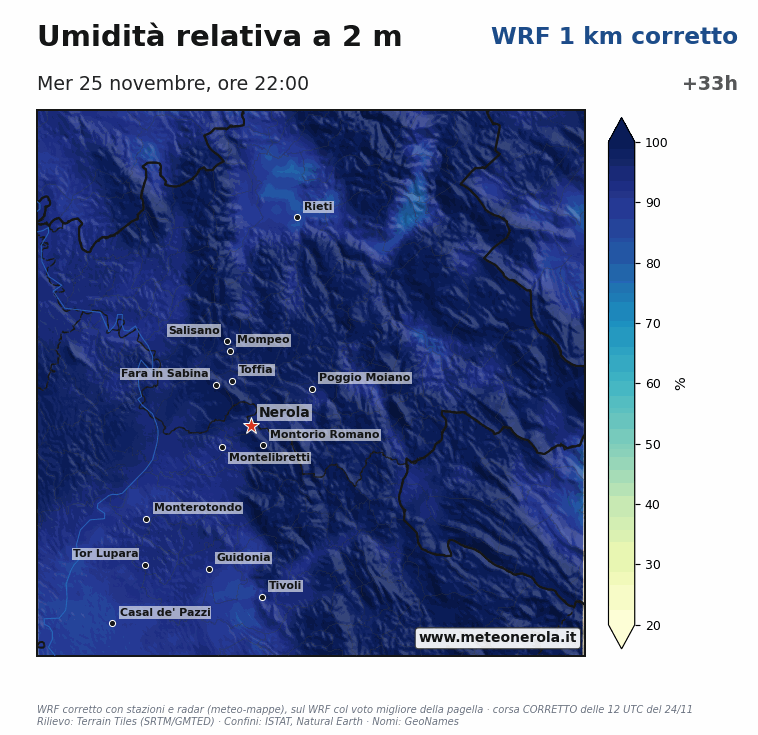 Umidità relativa a 2 m
WRF 1 km corretto
Mer 25 novembre, ore 22:00
+33h
Rieti
Salisano
Mompeo
Toffia
Fara in Sabina
Poggio Moiano
Nerola
Montorio Romano
Montelibretti
Monterotondo
Tor Lupara
Guidonia
Tivoli
Casal de' Pazzi
www.meteonerola.it
100
90
80
70
60
50
40
30
20
%
WRF corretto con stazioni e radar (meteo-mappe), sul WRF col voto migliore della pagella · corsa CORRETTO delle 12 UTC del 24/11
Rilievo: Terrain Tiles (SRTM/GMTED) · Confini: ISTAT, Natural Earth · Nomi: GeoNames